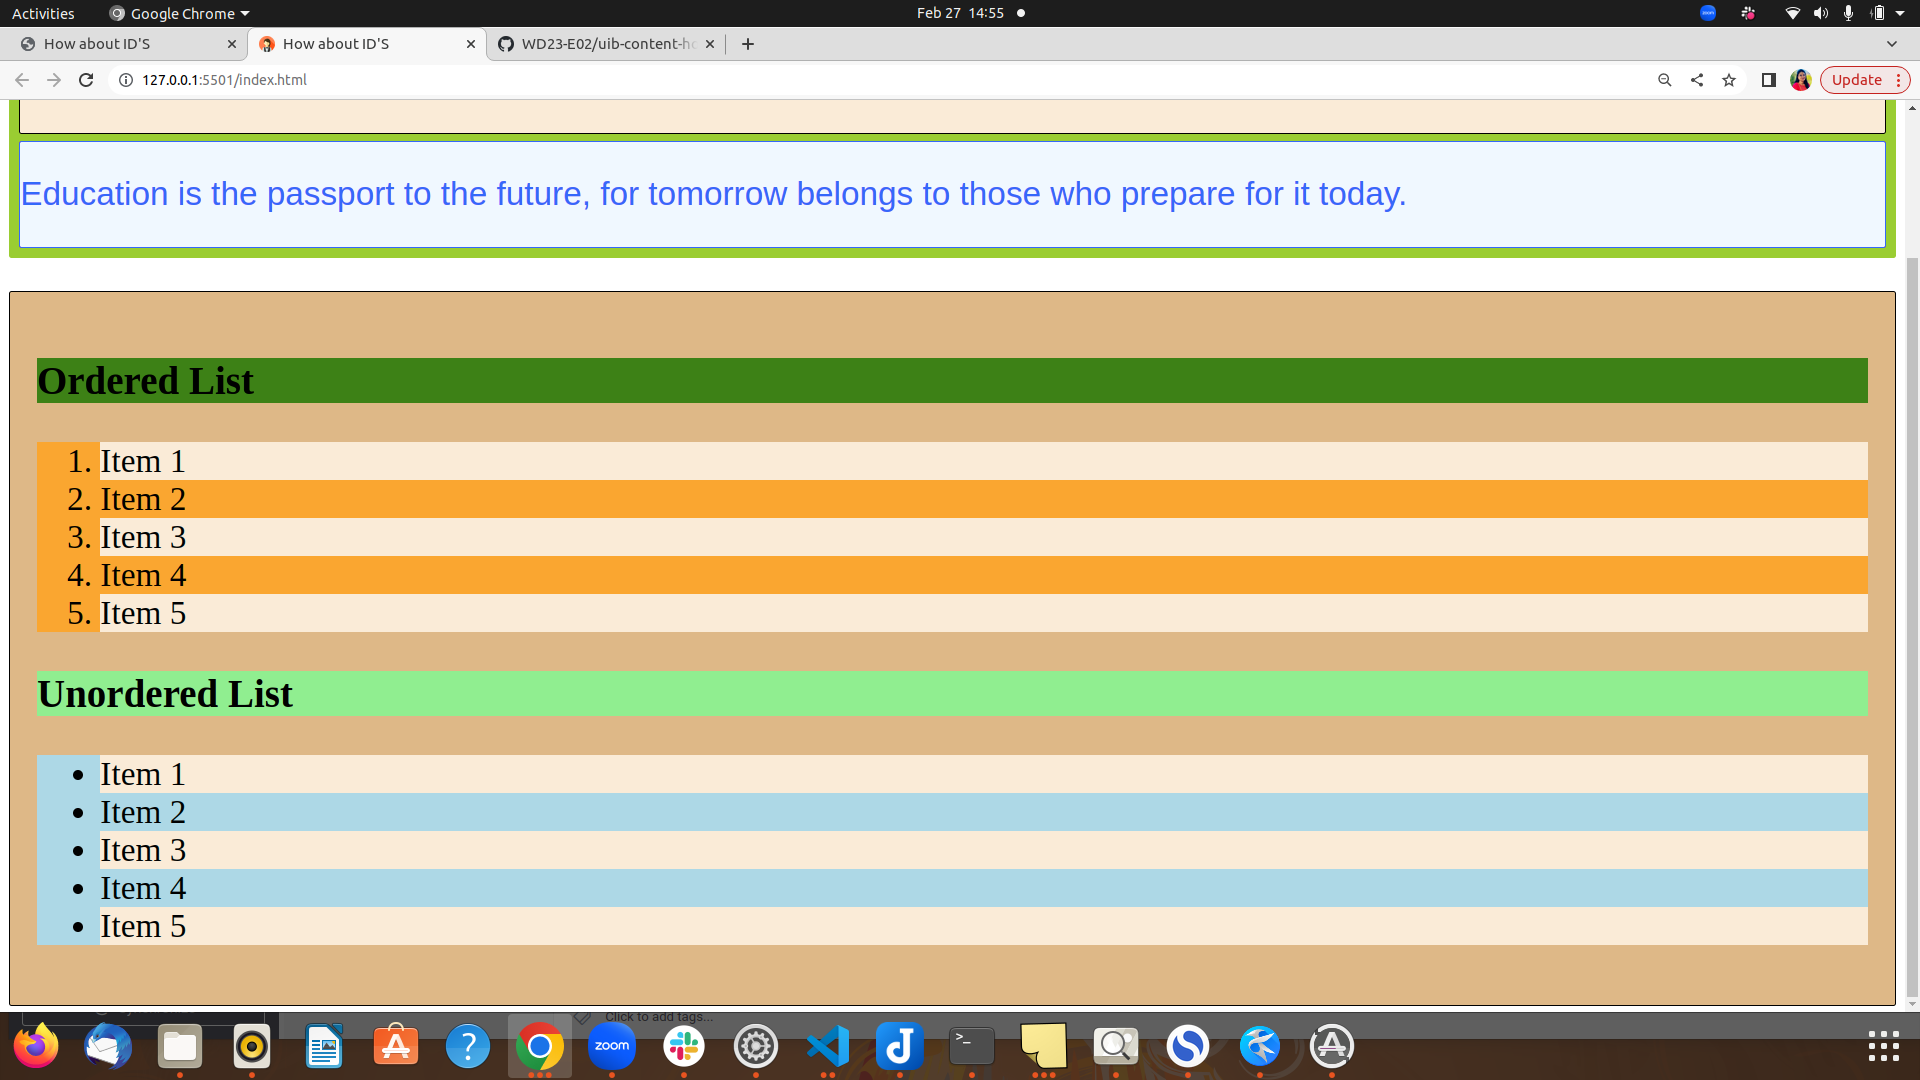 Activities
Google Chrome
Feb 27 14:55
How about ID'S
How about ID'S
WD23-E02/uib-content-h
127.0.0.1:5501/index.html
Update
Education is the passport to the future, for tomorrow belongs to those who prepare for it today.
Ordered List
1. Item 1
2. Item 2
3. Item 3
4. Item 4
5. Item 5
Unordered List
• Item 1
• Item 2
• Item 3
• Item 4
• Item 5
Click to add tags...
zoom